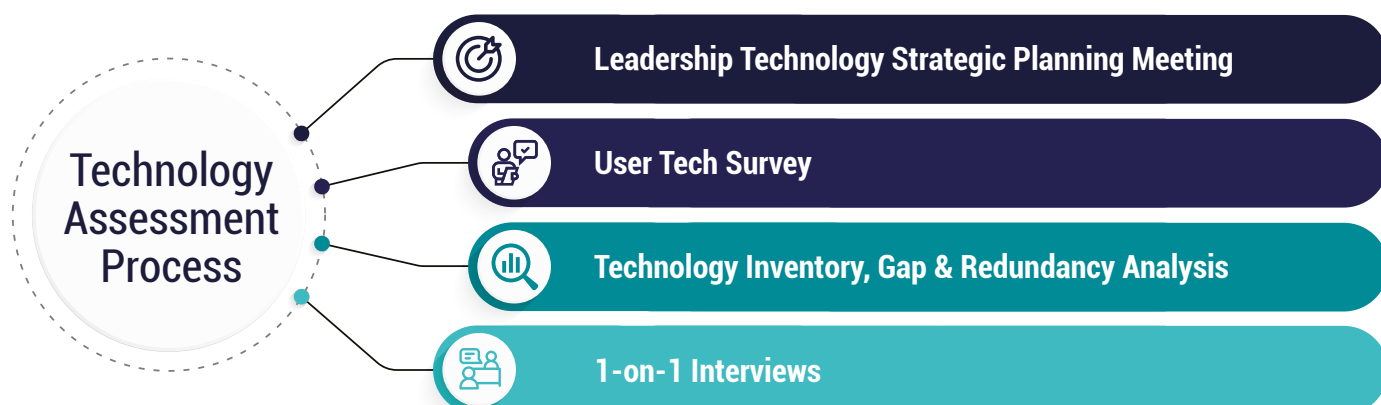 Technology
Assessment
Process
Leadership Technology Strategic Planning Meeting
User Tech Survey
Technology Inventory, Gap & Redundancy Analysis
1-on-1 Interviews